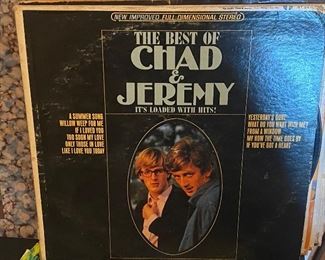 NEW IMPROVED FULL DIMENSIONAL STEREO
THE BEST OF
CHAD
&
JEREMY
IT'S LOADED WITH HITS!
A SUMMER SONG
WILLOW WEEP FOR ME
IF I LOVED YOU
TOO SOON MY LOVE
ONLY THOSE IN LOVE
LIKE I LOVE YOU TODAY
YESTERDAY'S GONE
WHAT DO YOU WANT WITH ME?
FROM A WINDOW
MY HOW THE TIME GOES BY
IF YOU'VE GOT A HEART